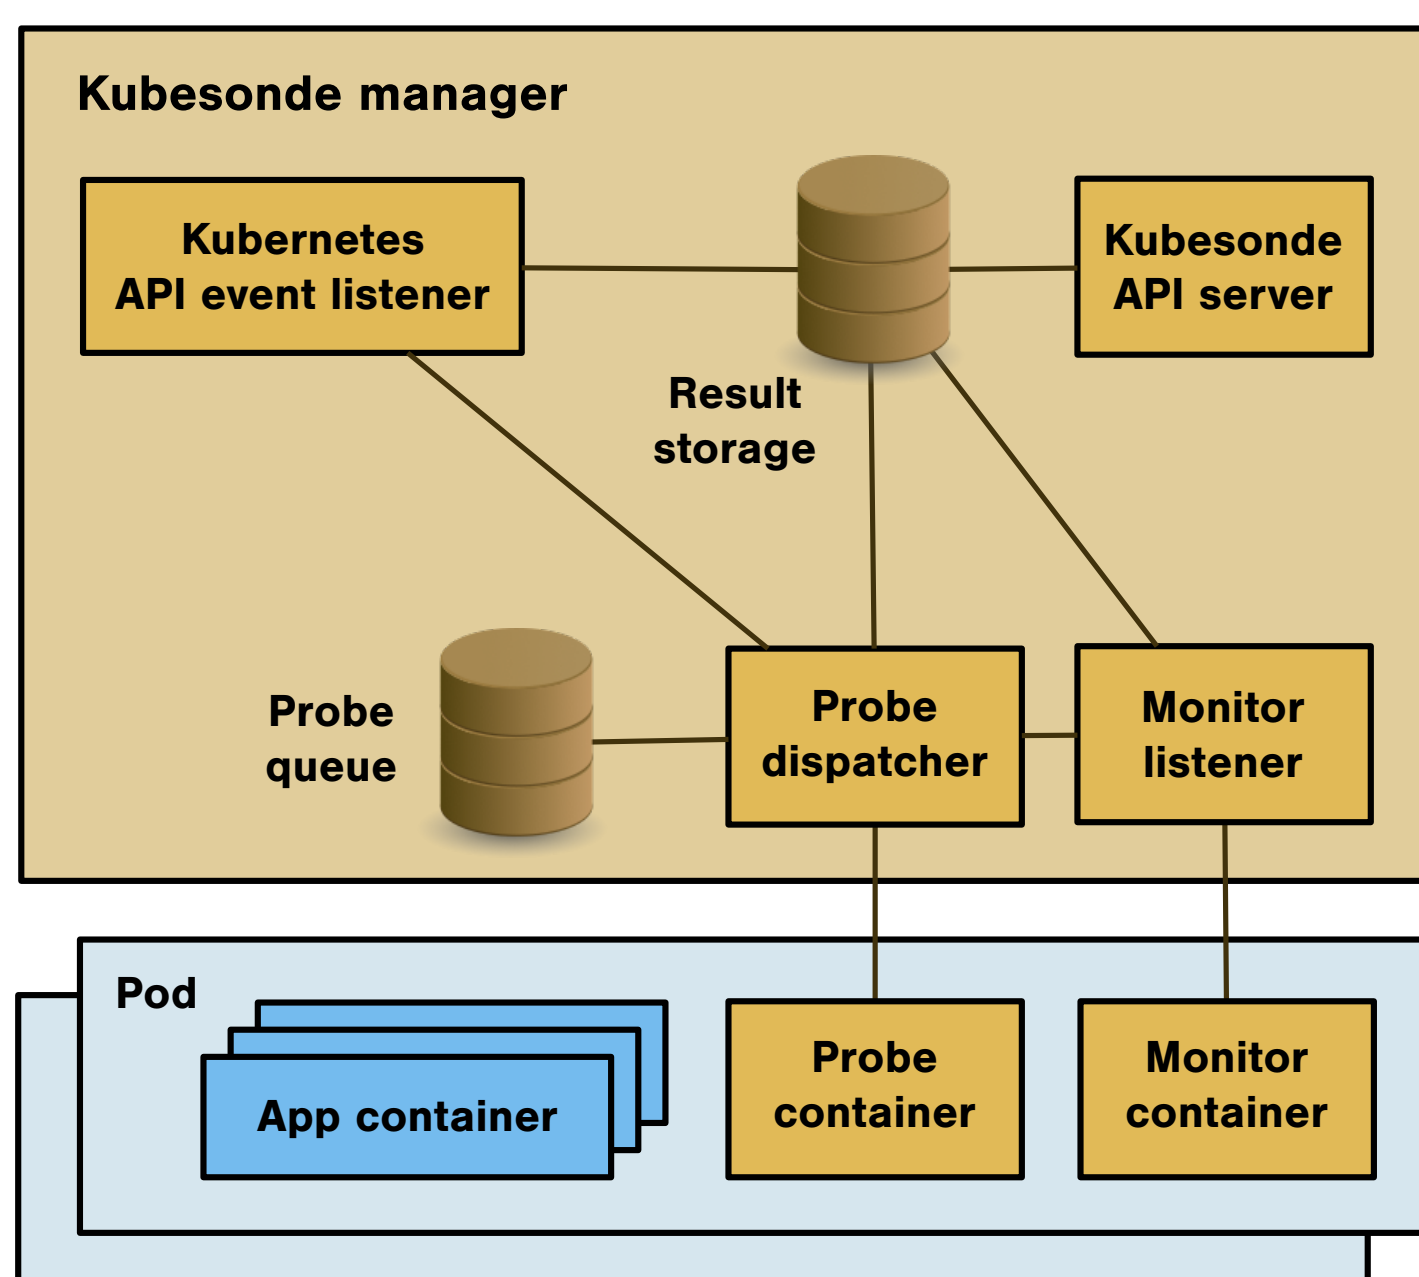 Kubesonde manager
Kubernetes
API event listener
Kubesonde
API server
Result
storage
Probe
queue
Probe
dispatcher
Monitor
listener
Pod
App container
Probe
container
Monitor
container